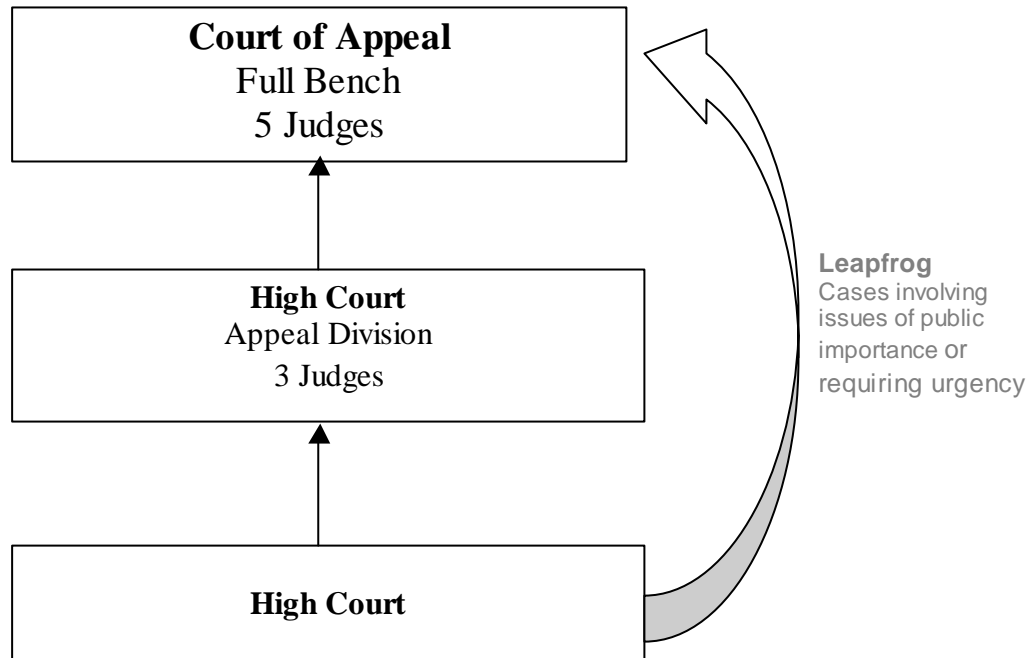 Court of Appeal
Full Bench
5 Judges
High Court
Appeal Division
3 Judges
Leapfrog
Cases involving
issues of public
importance or
requiring urgency
High Court